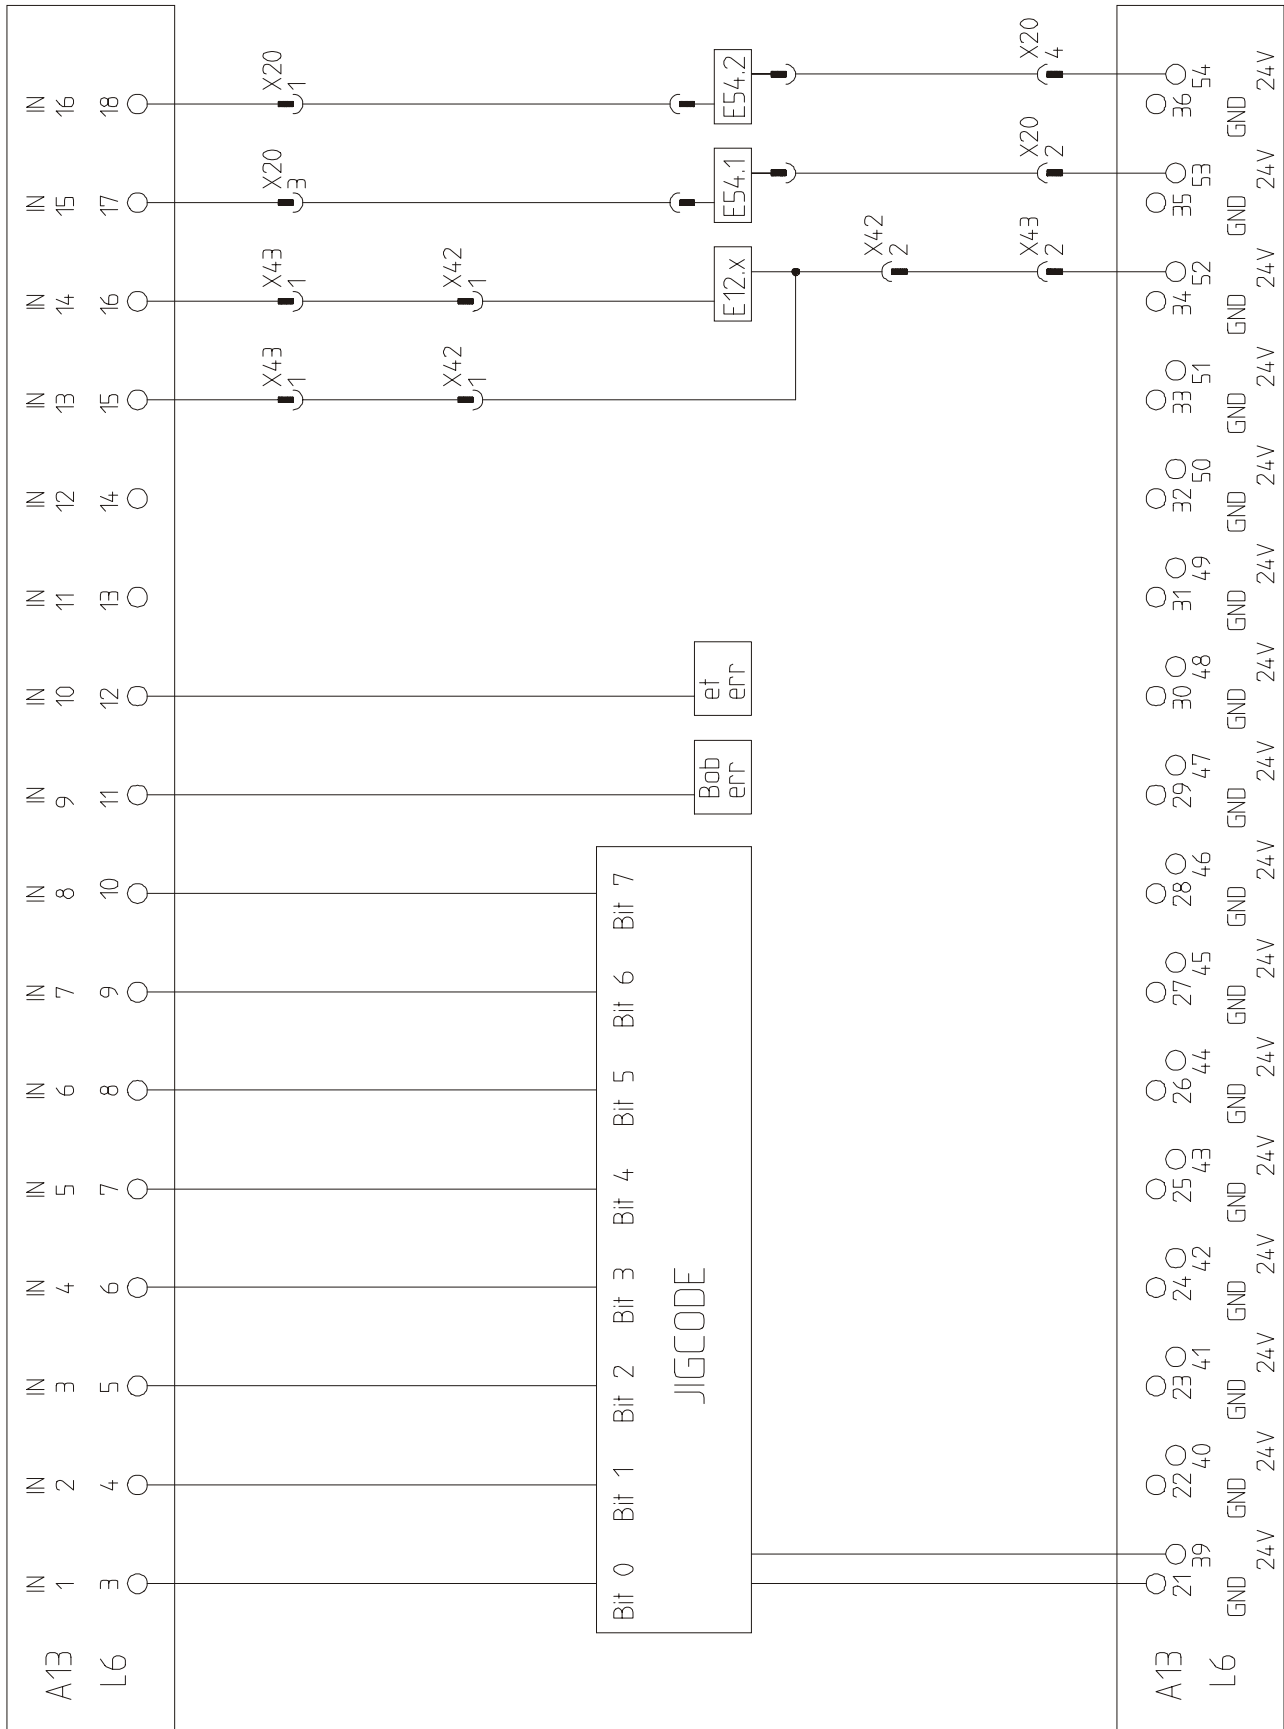 IN IN IN IN IN IN IN IN IN IN IN IN IN IN IN IN
A13 1 2 3 4 5 6 7 8 9 10 11 12 13 14 15 16
L6 3 4 5 6 7 8 9 10 11 12 13 14 15 16 17 18
X43 X43 X20 X20
1 1 3 1
X42 X42
1 1
Bit 0 Bit 1 Bit 2 Bit 3 Bit 4 Bit 5 Bit 6 Bit 7
JIGCODE
Bob
err
et
err
E12.x E54.1 E54.2
X42
2
X43 X20 X20
2 2 4
A13
21 22 23 24 25 26 27 28 29 30 31 32 33 34 35 36
39 40 41 42 43 44 45 46 47 48 49 50 51 52 53 54
L6
GND GND GND GND GND GND GND GND GND GND GND GND GND GND GND GND
24V 24V 24V 24V 24V 24V 24V 24V 24V 24V 24V 24V 24V 24V 24V 24V